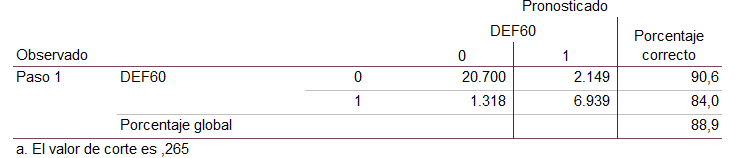 Pronosticado
DEF60
Porcentaje correcto
Observado 0 1
Paso 1 DEF60 0 20.700 2.149 90,6
1 1.318 6.939 84,0
Porcentaje global 88,9
a. El valor de corte es ,265